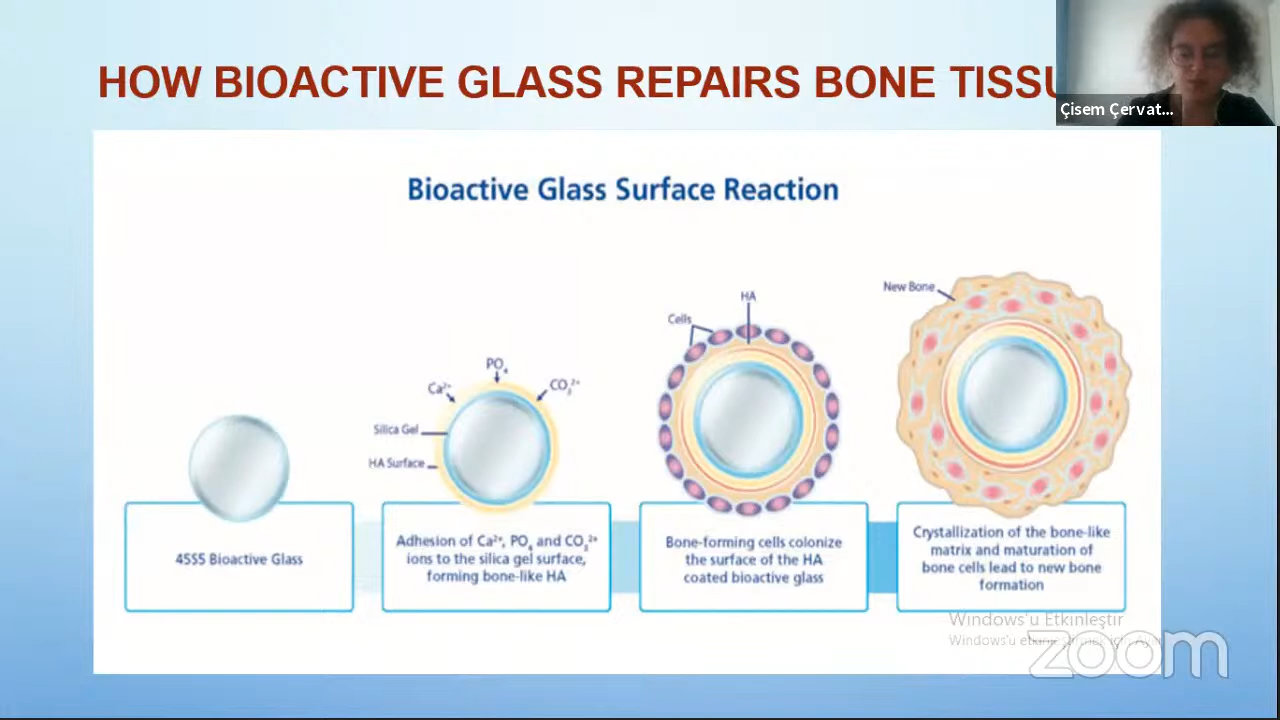 HOW BIOACTIVE GLASS REPAIRS BONE TISSU
Çisem Çervat...
Bioactive Glass Surface Reaction
New Bone
HA
Cells
PO₄
Ca²⁺
CO₃²⁺
Silica Gel
HA Surface
45S5 Bioactive Glass
Adhesion of Ca²⁺, PO₄ and CO₃²⁺
ions to the silica gel surface,
forming bone-like HA
Bone-forming cells colonize
the surface of the HA
coated bioactive glass
Crystallization of the bone-like
matrix and maturation of
bone cells lead to new bone
formation
Windows'u Etkinleştir
Windows'u için
zoom